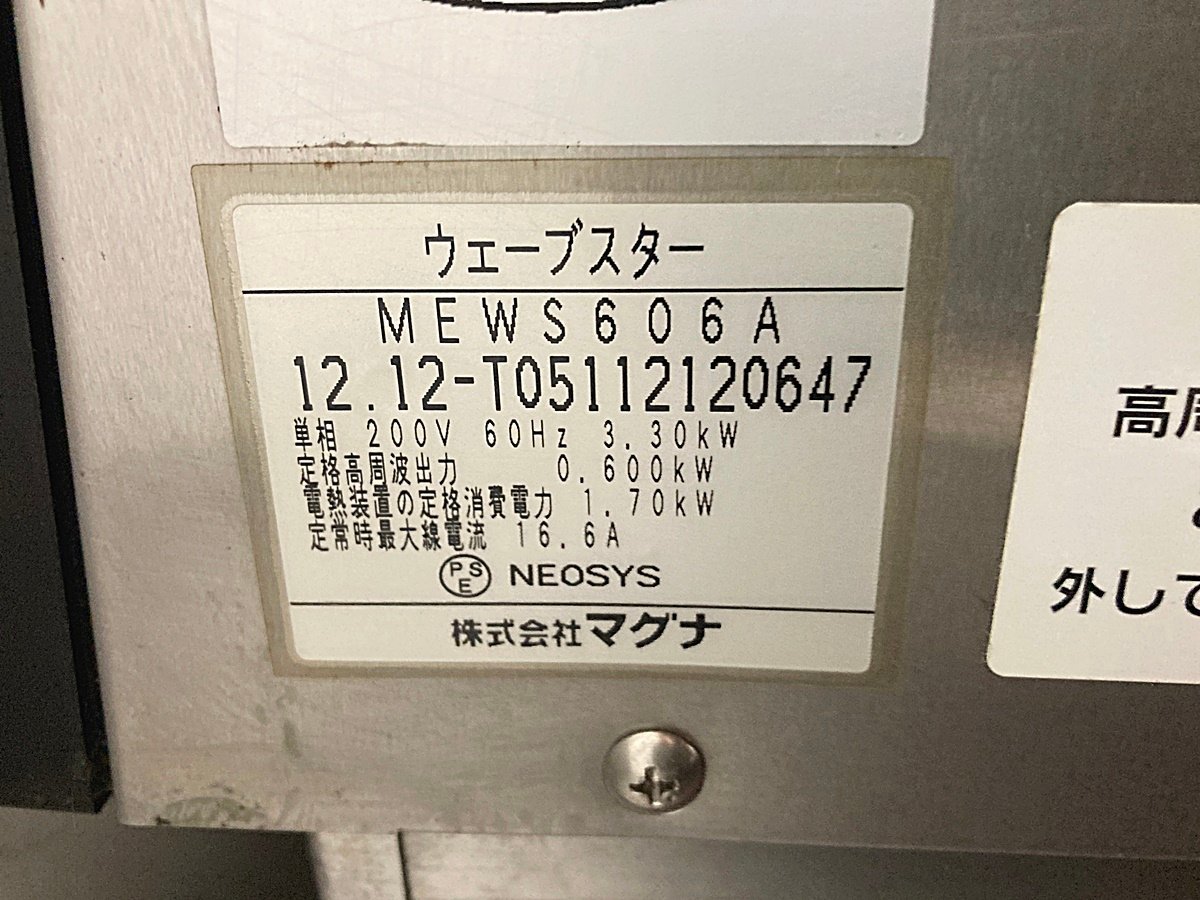 ウェーブスター
MEWS606A
12.12-T05112120647
単相 200V 60Hz 3.30kW
定格高周波出力 0.600kW
電熱装置の定格消費電力 1.70kW
定常時最大線電流 16.6A
PSE NEOSYS
株式会社マグナ
高周
外して